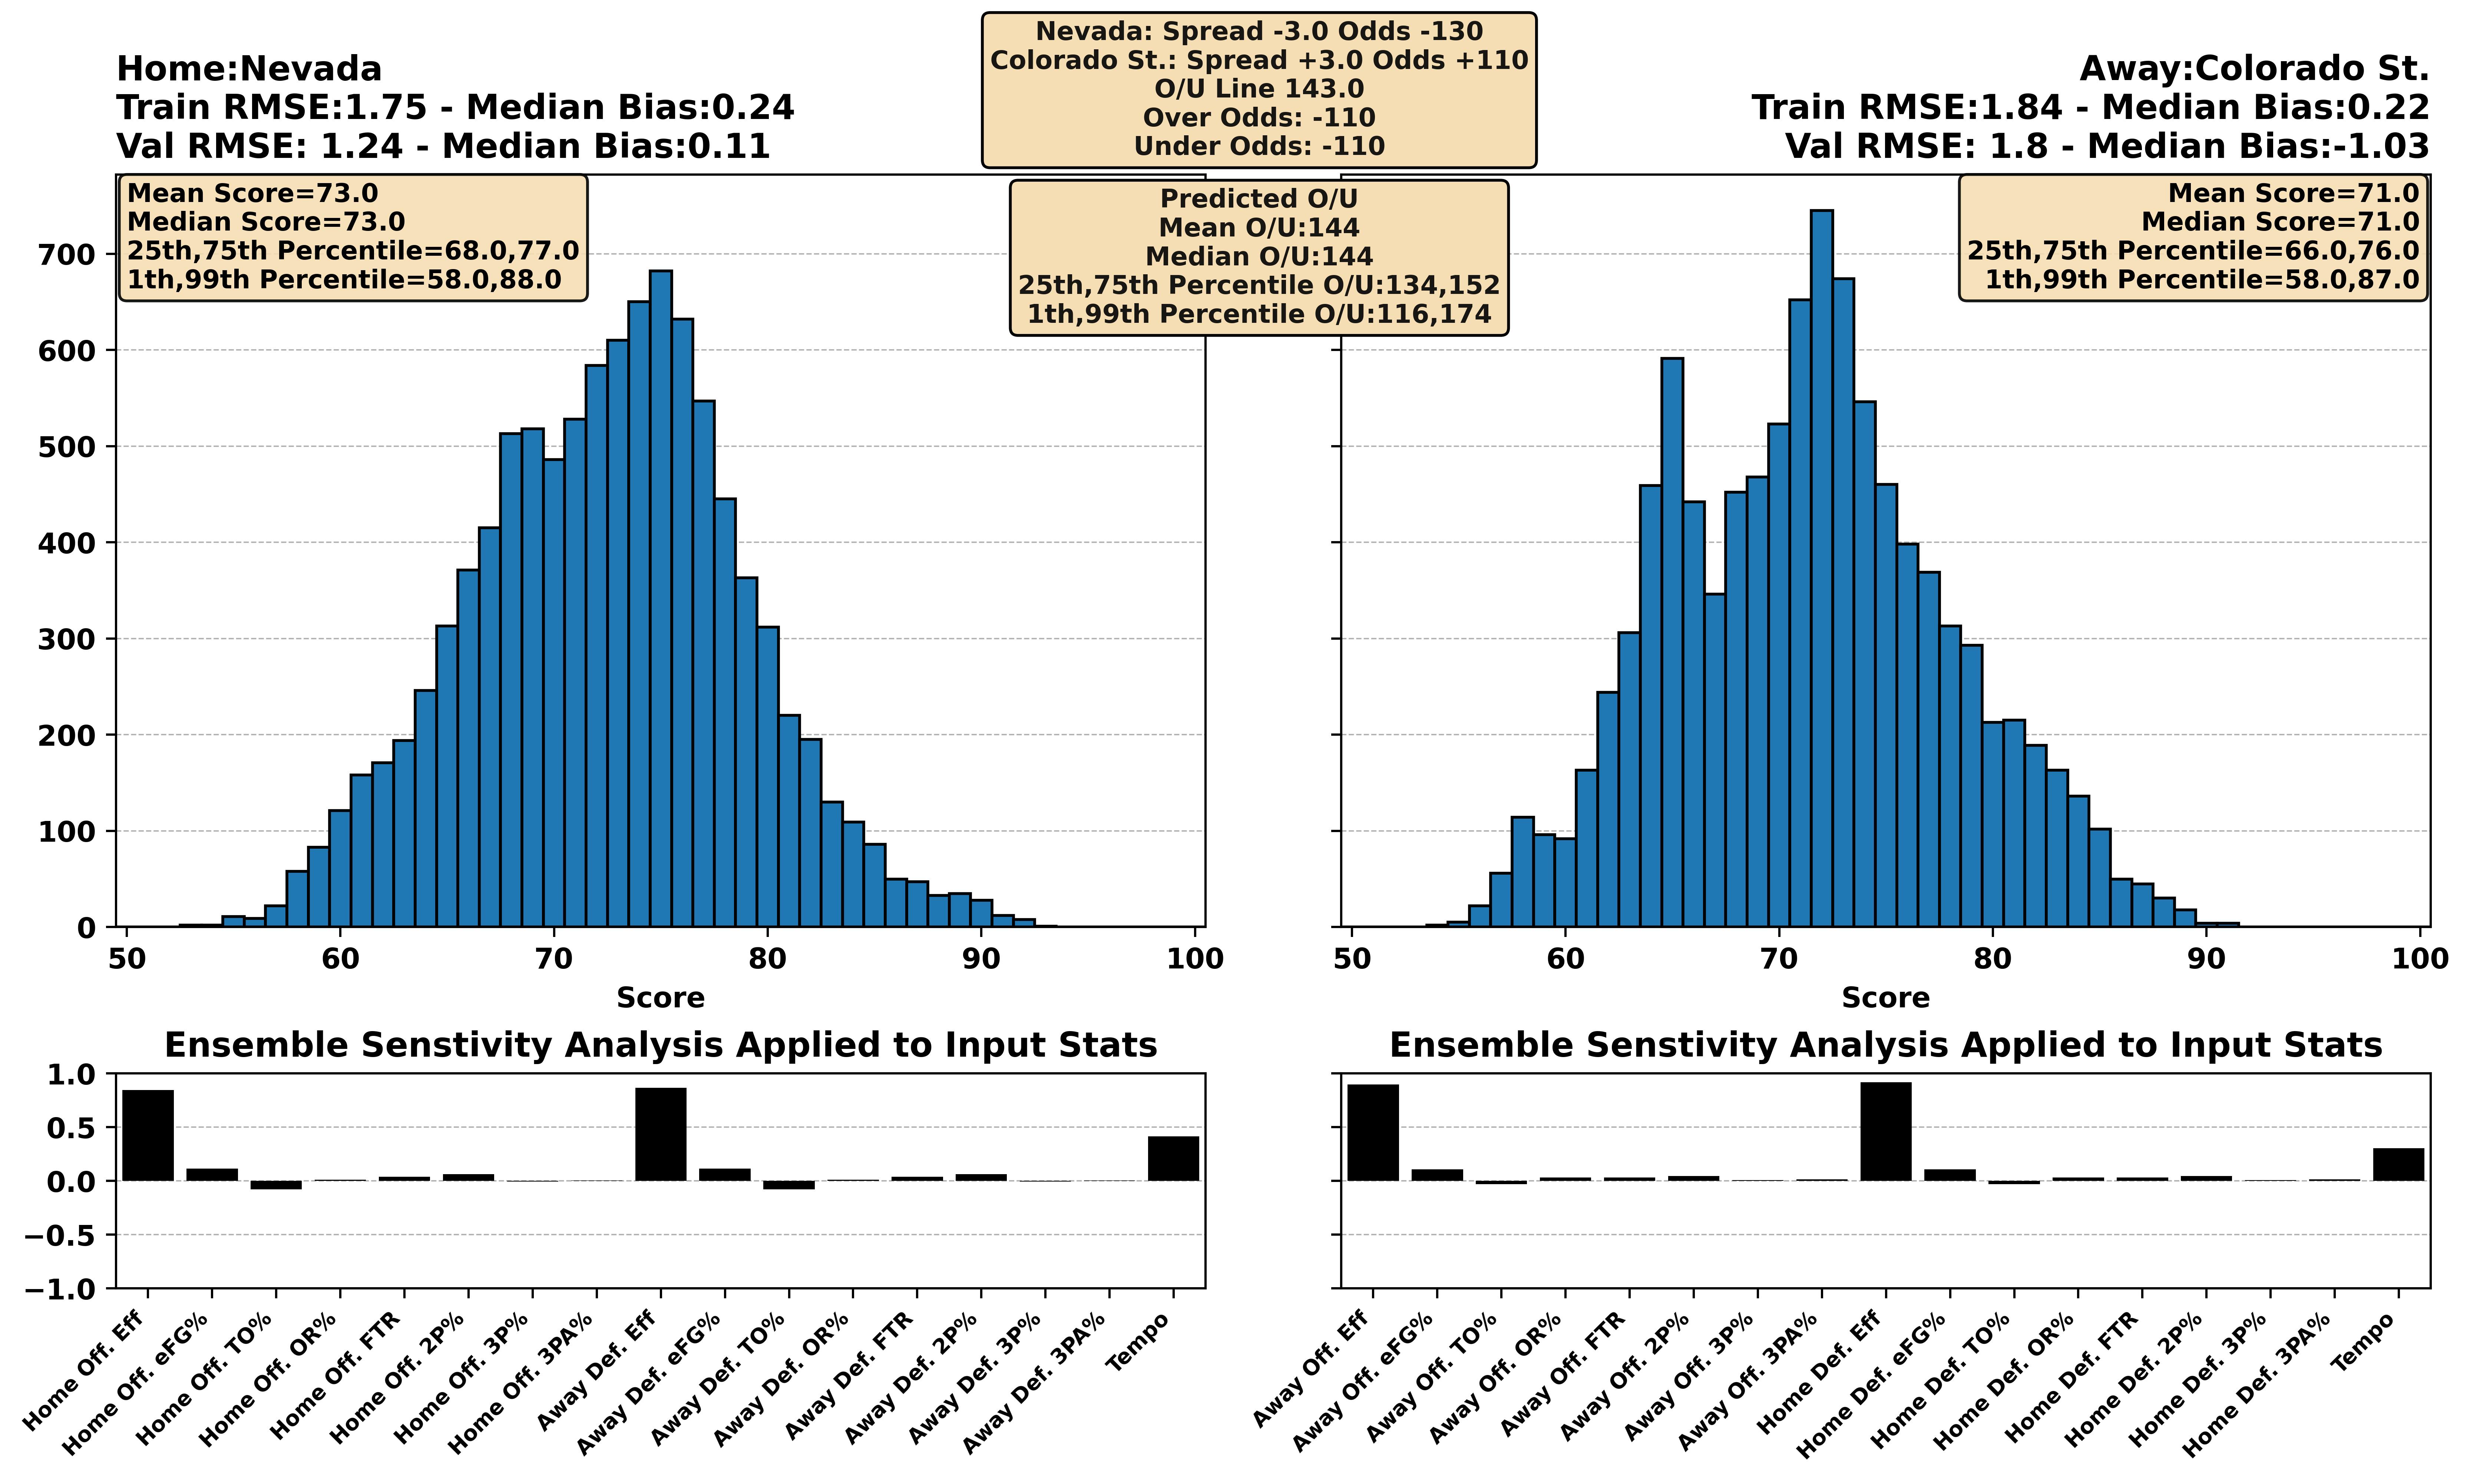 Nevada: Spread -3.0 Odds -130
Colorado St.: Spread +3.0 Odds +110
O/U Line 143.0
Over Odds: -110
Under Odds: -110
Home:Nevada
Train RMSE:1.75 - Median Bias:0.24
Val RMSE: 1.24 - Median Bias:0.11
Away:Colorado St.
Train RMSE:1.84 - Median Bias:0.22
Val RMSE: 1.8 - Median Bias:-1.03
Mean Score=73.0
Median Score=73.0
25th,75th Percentile=68.0,77.0
1th,99th Percentile=58.0,88.0
Predicted O/U
Mean O/U:144
Median O/U:144
25th,75th Percentile O/U:134,152
1th,99th Percentile O/U:116,174
Mean Score=71.0
Median Score=71.0
25th,75th Percentile=66.0,76.0
1th,99th Percentile=58.0,87.0
700
600
500
400
300
200
100
0
50 60 70 80 90 100
Score
50 60 70 80 90 100
Score
Ensemble Senstivity Analysis Applied to Input Stats
1.0
0.5
0.0
−0.5
−1.0
Home Off. Eff
Home Off. eFG%
Home Off. TO%
Home Off. OR%
Home Off. FTR
Home Off. 2P%
Home Off. 3P%
Home Off. 3PA%
Away Def. Eff
Away Def. eFG%
Away Def. TO%
Away Def. OR%
Away Def. FTR
Away Def. 2P%
Away Def. 3P%
Away Def. 3PA%
Tempo
Ensemble Senstivity Analysis Applied to Input Stats
Away Off. Eff
Away Off. eFG%
Away Off. TO%
Away Off. OR%
Away Off. FTR
Away Off. 2P%
Away Off. 3P%
Away Off. 3PA%
Home Def. Eff
Home Def. eFG%
Home Def. TO%
Home Def. OR%
Home Def. FTR
Home Def. 2P%
Home Def. 3P%
Home Def. 3PA%
Tempo